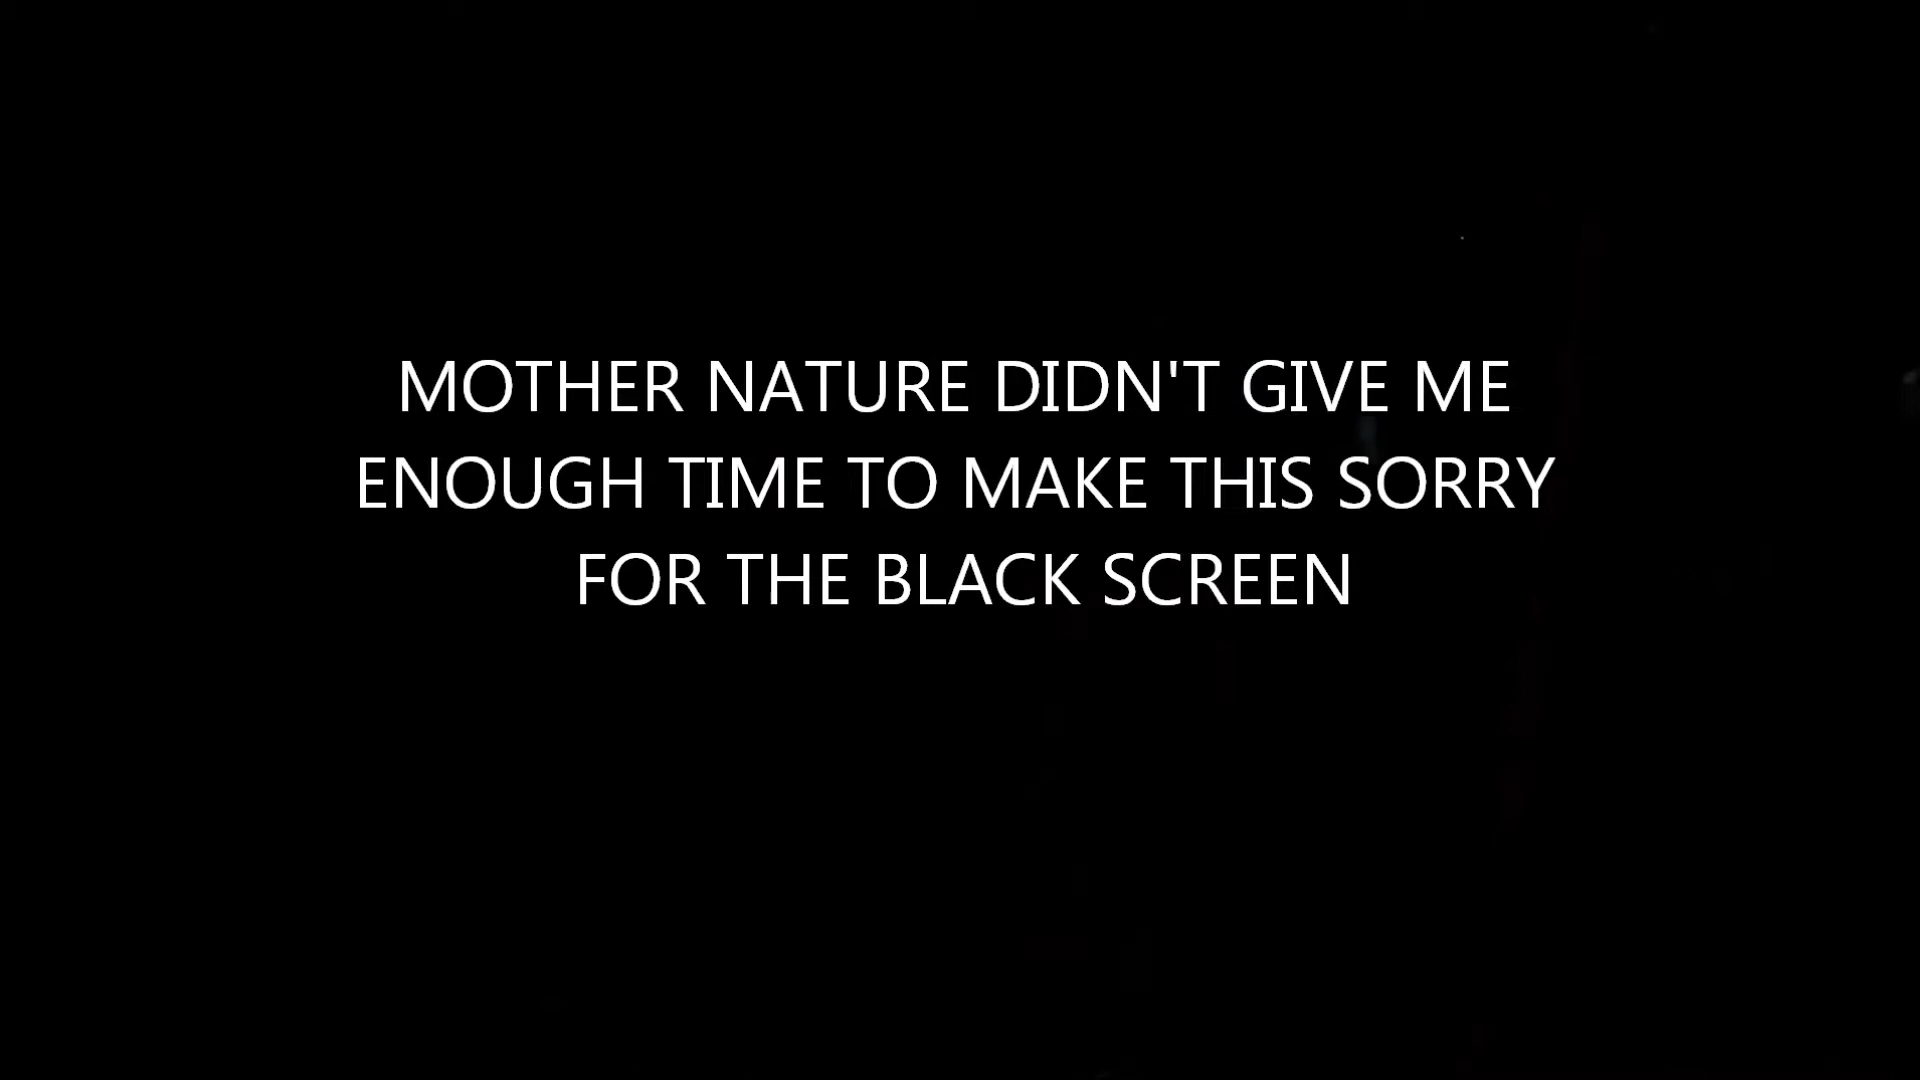 MOTHER NATURE DIDN'T GIVE ME
ENOUGH TIME TO MAKE THIS SORRY
FOR THE BLACK SCREEN